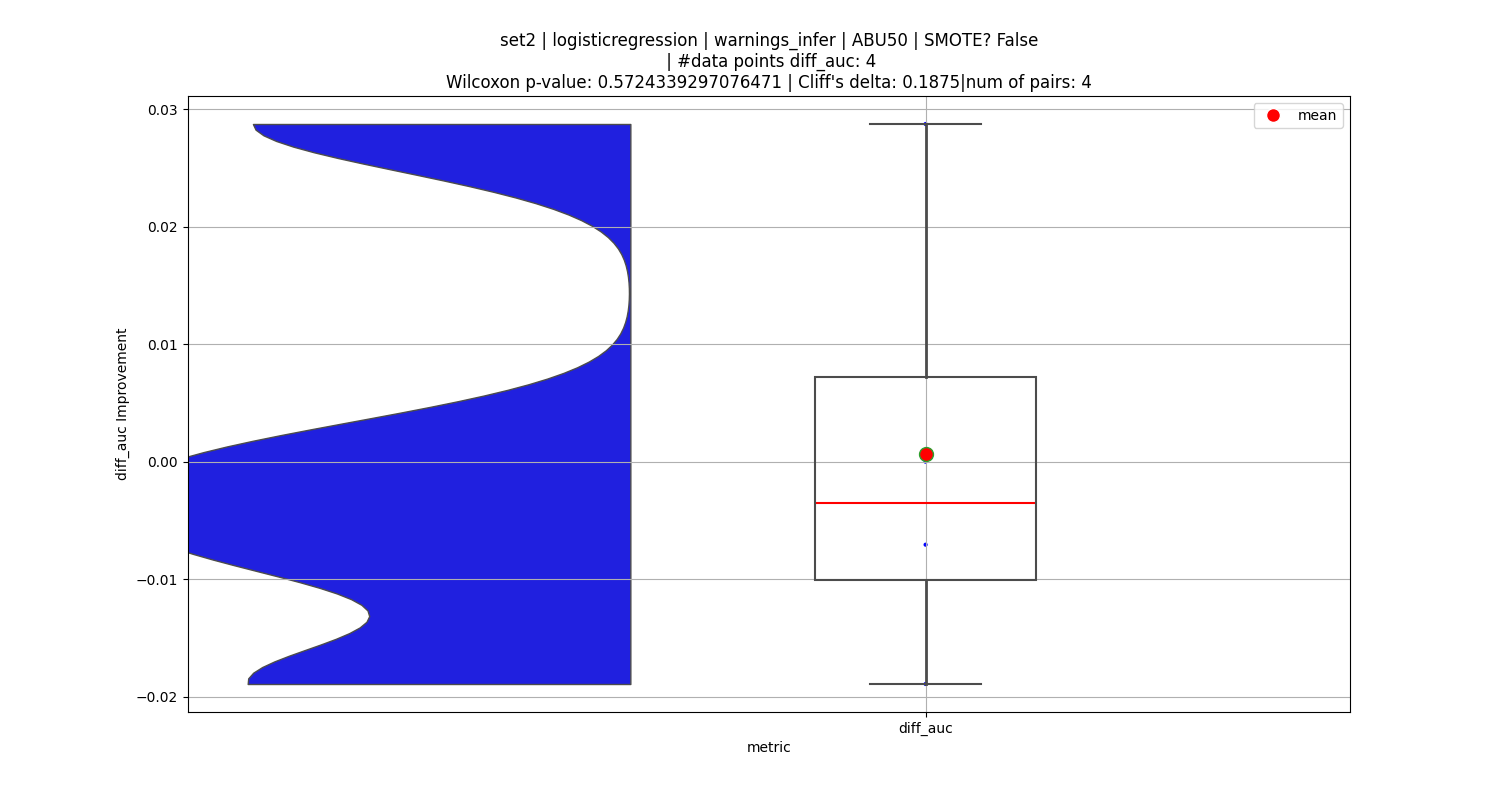 set2 | logisticregression | warnings_infer | ABU50 | SMOTE? False
| #data points diff_auc: 4
Wilcoxon p-value: 0.5724339297076471 | Cliff's delta: 0.1875|num of pairs: 4
mean
0.03
0.02
0.01
0.00
−0.01
−0.02
diff_auc Improvement
diff_auc
metric